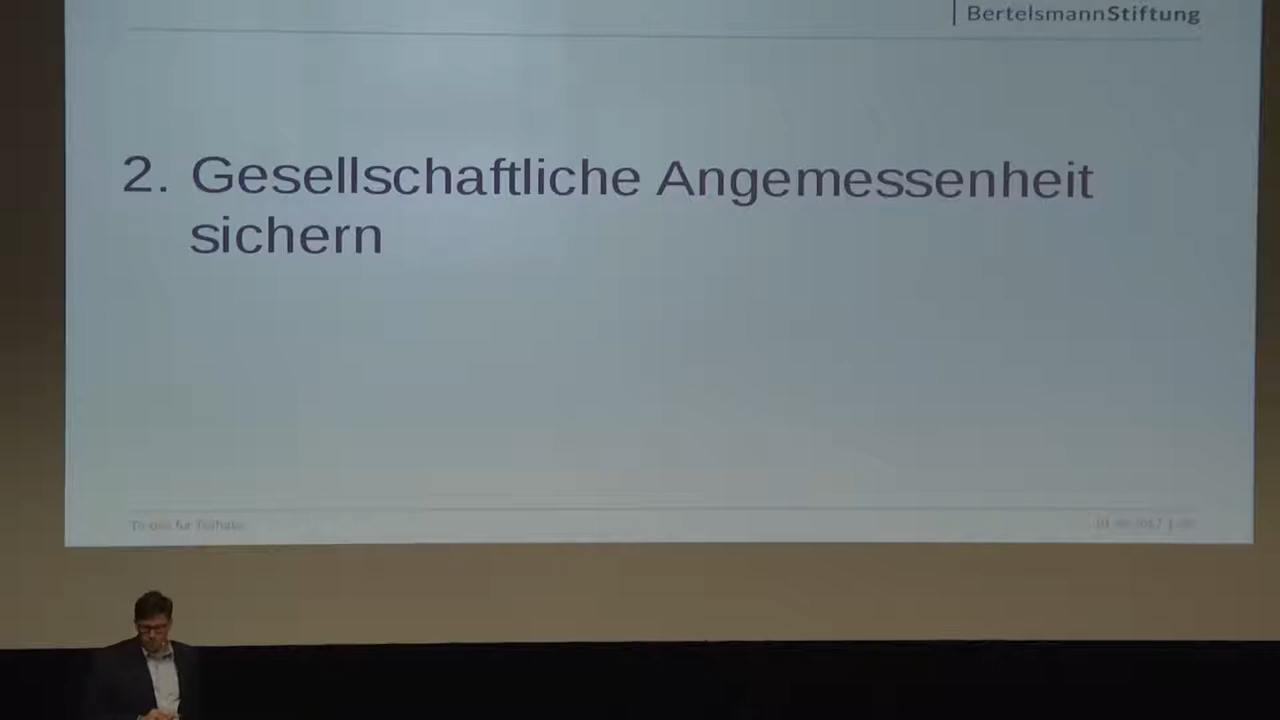 BertelsmannStiftung
2. Gesellschaftliche Angemessenheit
sichern